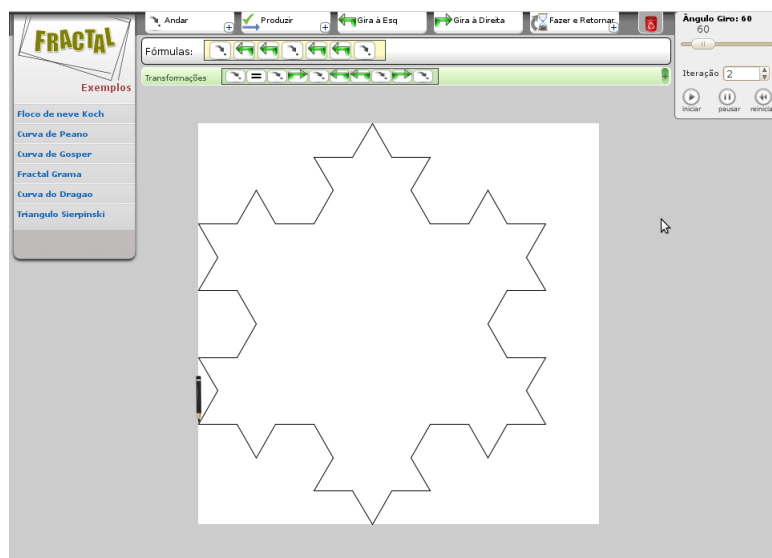 FRACTAL
Exemplos
Floco de neve Koch
Curva de Peano
Curva de Gosper
Fractal Grama
Curva do Dragao
Triangulo Sierpinski
Andar
Produzir
Gira à Esq
Gira à Direita
Fazer e Retornar
Fórmulas:
Transformações
=
Ângulo Giro: 60
60
Iteração 2
iniciar pausar reinicia